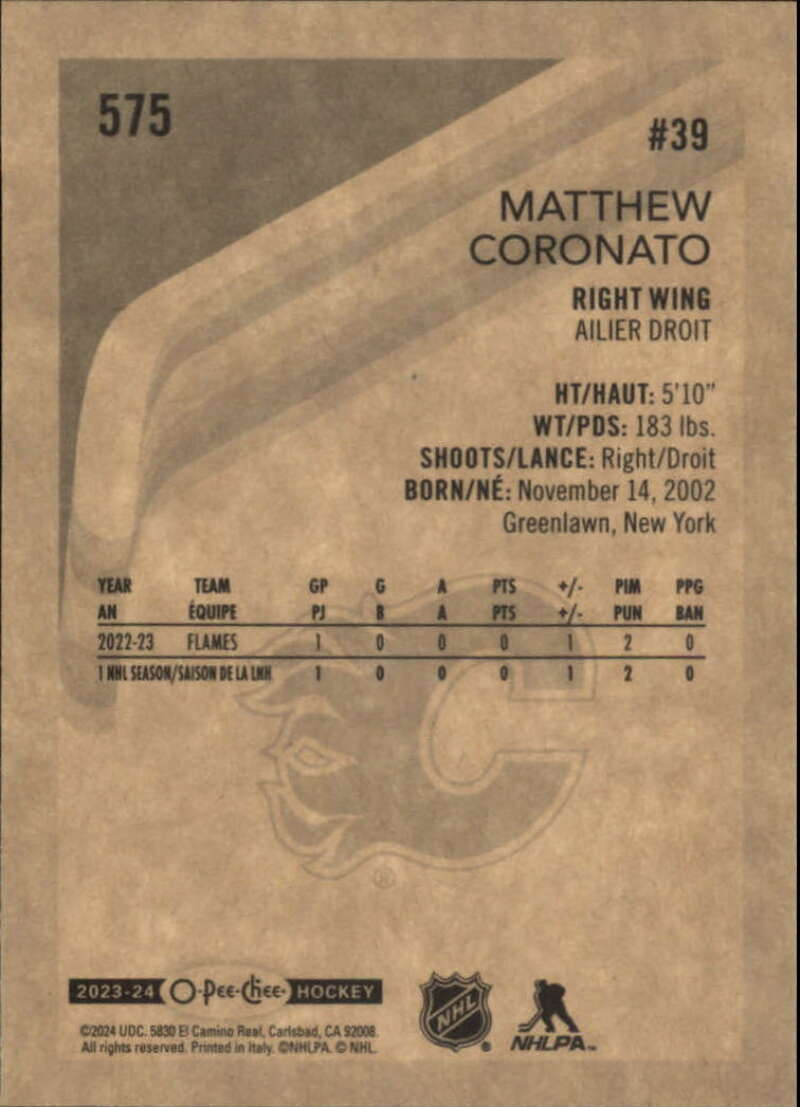 575
#39
MATTHEW
CORONATO
RIGHT WING
AILIER DROIT
HT/HAUT: 5'10"
WT/PDS: 183 lbs.
SHOOTS/LANCE: Right/Droit
BORN/NÉ: November 14, 2002
Greenlawn, New York
YEAR TEAM GP G A PTS +/- PIM PPG
AN ÉQUIPE PJ B A PTS +/- PUN BAN
2022-23 FLAMES 1 0 0 0 1 2 0
1 NHL SEASON/SAISON DE LA LNH 1 0 0 0 1 2 0
®
2023-24 O-Pee-Chee HOCKEY
©2024 UDC. 5830 El Camino Real, Carlsbad, CA 92008.
All rights reserved. Printed in Italy. ©NHLPA. © NHL.
NHL ®
NHLPA™